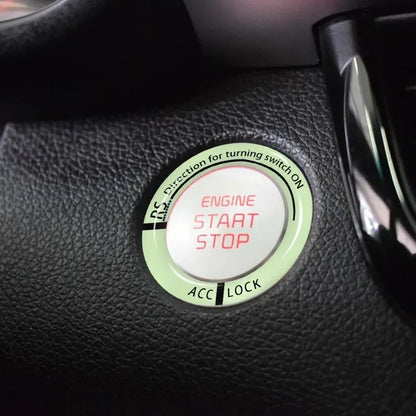 Direction for turning switch ON
ENGINE
START
STOP
ACC LOCK